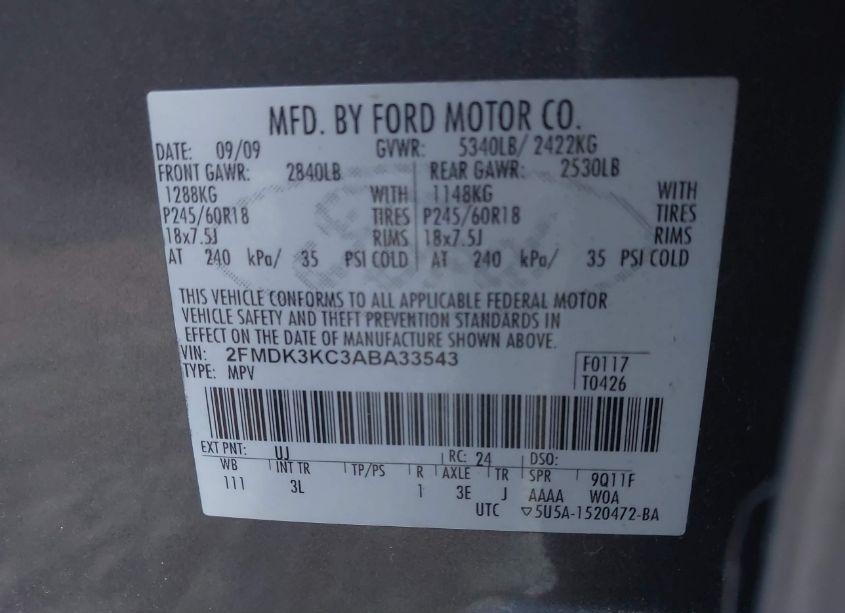 MFD. BY FORD MOTOR CO.
DATE: 09/09 GVWR: 5340LB/ 2422KG
FRONT GAWR: 2840LB REAR GAWR: 2530LB
1288KG WITH 1148KG WITH
P245/60R18 TIRES P245/60R18 TIRES
18x7.5J RIMS 18x7.5J RIMS
AT 240 kPa/ 35 PSI COLD AT 240 kPa/ 35 PSI COLD
THIS VEHICLE CONFORMS TO ALL APPLICABLE FEDERAL MOTOR
VEHICLE SAFETY AND THEFT PREVENTION STANDARDS IN
EFFECT ON THE DATE OF MANUFACTURE SHOWN ABOVE.
VIN: 2FMDK3KC3ABA33543 F0117
TYPE: MPV T0426
EXT PNT: UJ RC: 24 DSO:
WB INT TR TP/PS R AXLE TR SPR 9Q11F
111 3L 1 3E J AAAA W0A
UTC ▽5U5A-1520472-BA